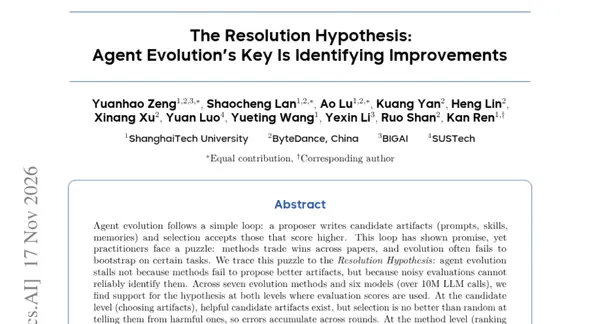 The Resolution Hypothesis:
Agent Evolution's Key Is Identifying Improvements
Yuanhao Zeng1,2,3,∗, Shaocheng Lan1,2,∗, Ao Lu1,2,∗, Kuang Yan2, Heng Lin2,
Xinang Xu2, Yuan Luo4, Yueting Wang1, Yexin Li3, Ruo Shan2, Kan Ren1,†
1ShanghaiTech University 2ByteDance, China 3BIGAI 4SUSTech
∗Equal contribution, †Corresponding author
Abstract
Agent evolution follows a simple loop: a proposer writes candidate artifacts (prompts, skills,
memories) and selection accepts those that score higher. This loop has shown promise, yet
practitioners face a puzzle: methods trade wins across papers, and evolution often fails to
bootstrap on certain tasks. We trace this puzzle to the Resolution Hypothesis: agent evolution
stalls not because methods fail to propose better artifacts, but because noisy evaluations cannot
reliably identify them. Across seven evolution methods and six models (over 10M LLM calls), we
find support for the hypothesis at both levels where evaluation scores are used. At the candidate
level (choosing artifacts), helpful candidate artifacts exist, but selection is no better than random at
telling them from harmful ones, so errors accumulate across rounds. At the method level (ranking
cs.AI] 17 Nov 2026